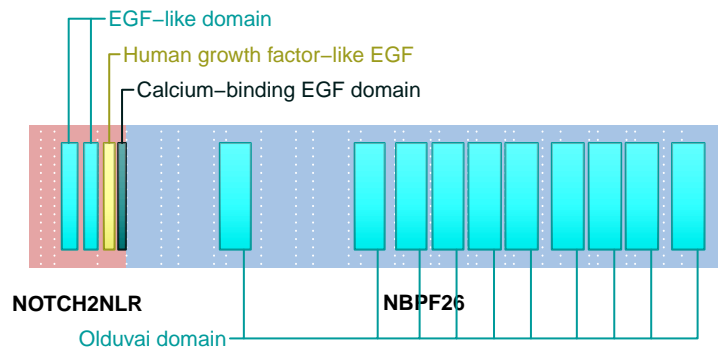 EGF−like domain
Human growth factor−like EGF
Calcium−binding EGF domain
NOTCH2NLR NBPF26
Olduvai domain